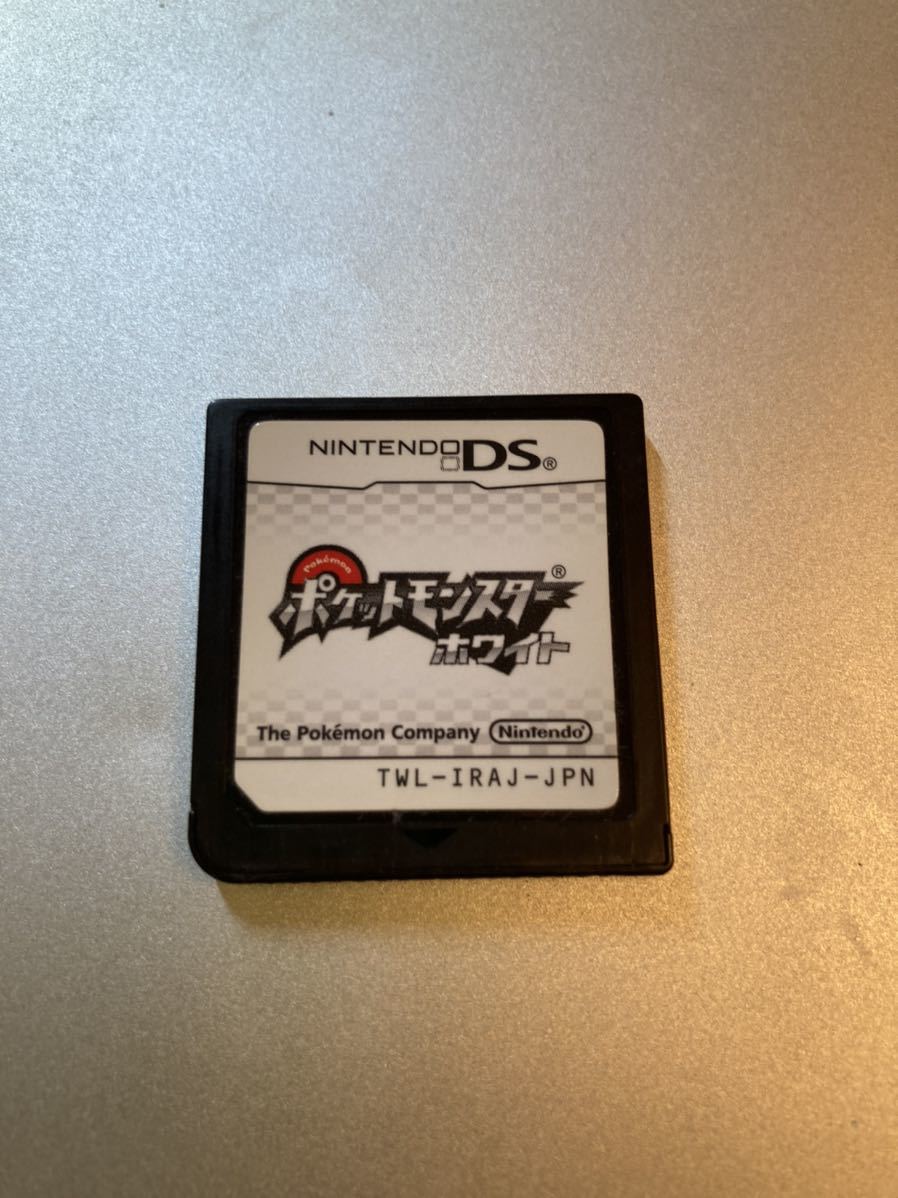 NINTENDO DS®
Pokémon
ポケットモンスター®
ホワイト
The Pokémon Company Nintendo®
TWL-IRAJ-JPN